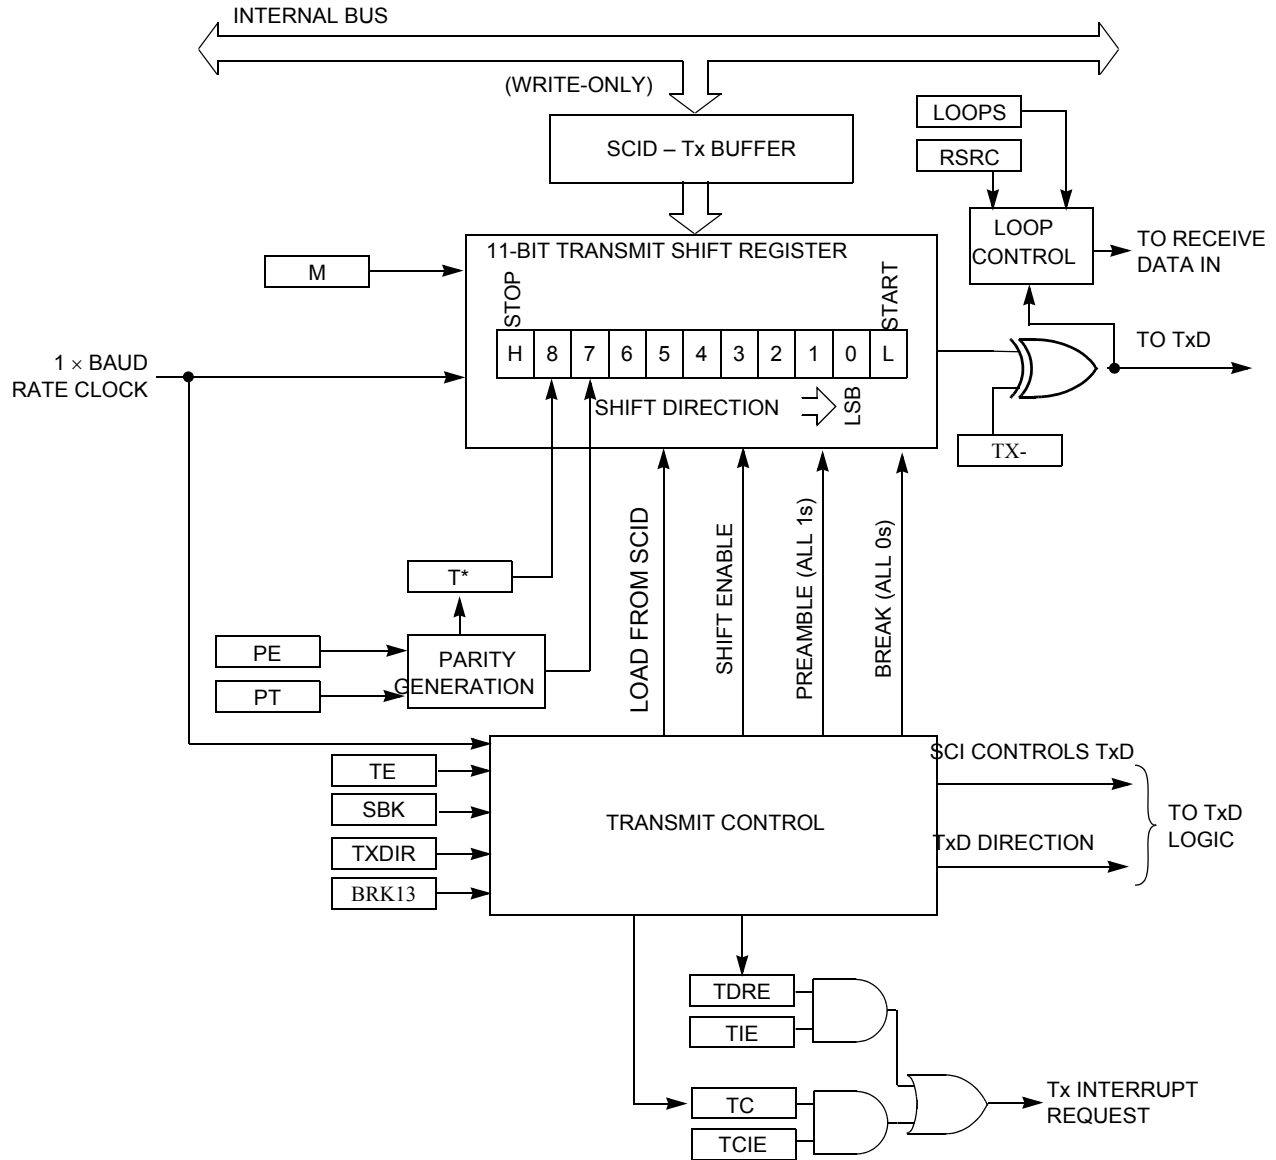 INTERNAL BUS
(WRITE-ONLY)
SCID – Tx BUFFER
LOOPS
RSRC
LOOP
CONTROL
TO RECEIVE
DATA IN
11-BIT TRANSMIT SHIFT REGISTER
M
STOP
START
H 8 7 6 5 4 3 2 1 0 L
1 × BAUD
RATE CLOCK
SHIFT DIRECTION
LSB
TO TxD
TX-
LOAD FROM SCID
SHIFT ENABLE
PREAMBLE (ALL 1s)
BREAK (ALL 0s)
T*
PE
PT
PARITY
GENERATION
TE
SBK
TXDIR
BRK13
TRANSMIT CONTROL
SCI CONTROLS TxD
TxD DIRECTION
TO TxD
LOGIC
TDRE
TIE
TC
TCIE
Tx INTERRUPT
REQUEST